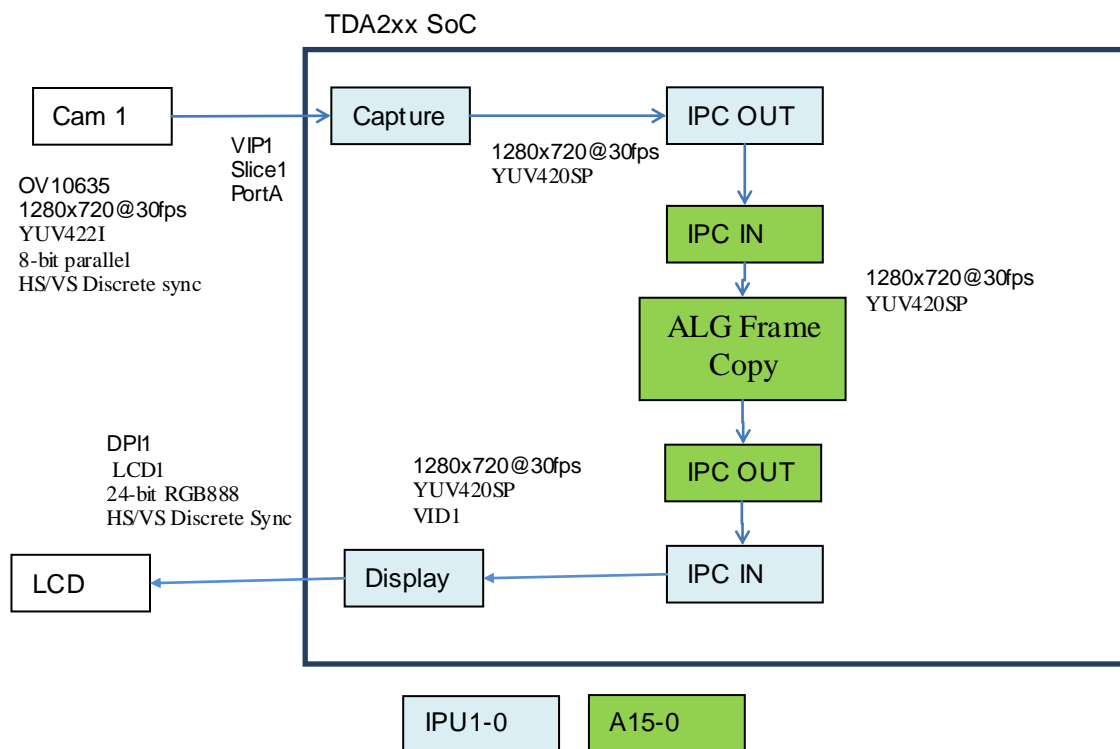 TDA2xx SoC
Cam 1
Capture
IPC OUT
VIP1
Slice1
PortA
1280x720@30fps
YUV420SP
OV10635
1280x720@30fps
YUV422I
8-bit parallel
HS/VS Discrete sync
IPC IN
1280x720@30fps
YUV420SP
ALG Frame
Copy
DPI1
LCD1
24-bit RGB888
HS/VS Discrete Sync
1280x720@30fps
YUV420SP
VID1
IPC OUT
LCD
Display
IPC IN
IPU1-0
A15-0